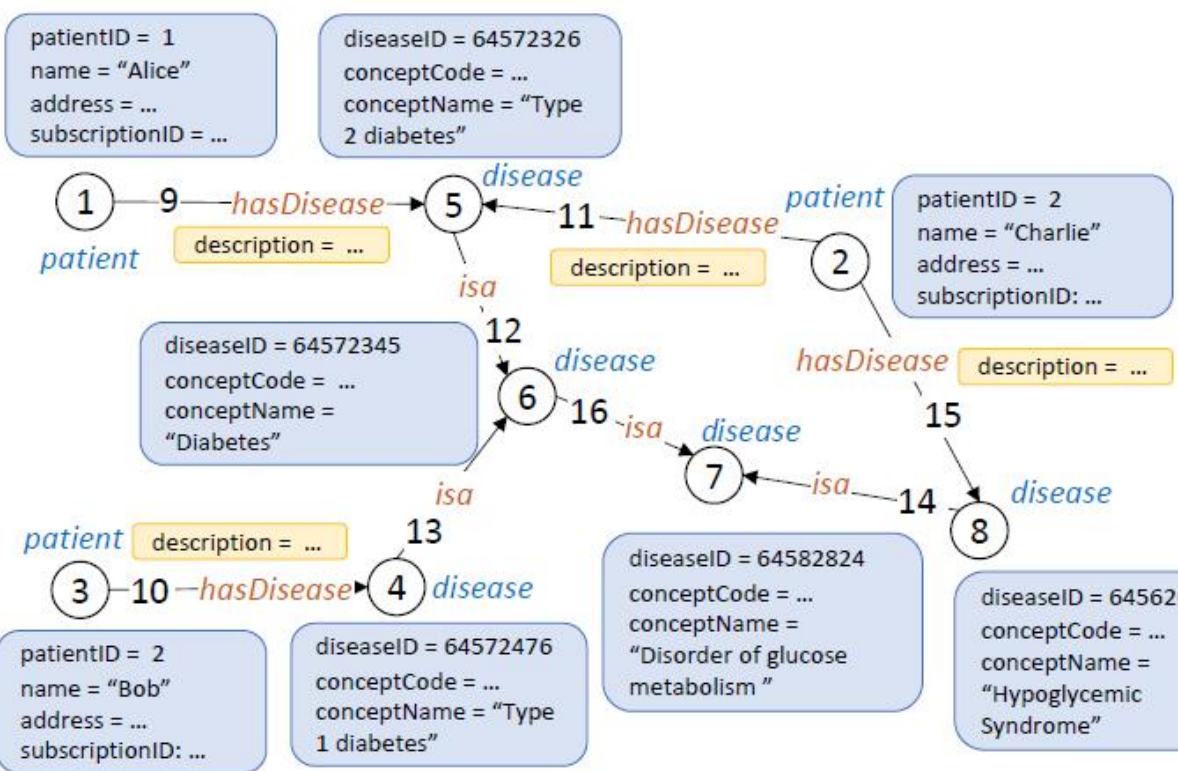 patientID = 1
name = “Alice”
address = ...
subscriptionID = ...
diseaseID = 64572326
conceptCode = ...
conceptName = “Type
2 diabetes”
1
9
hasDisease
5
disease
patient
description = ...
11
hasDisease
description = ...
patient
2
patientID = 2
name = “Charlie”
address = ...
subscriptionID: ...
isa
12
diseaseID = 64572345
conceptCode = ...
conceptName =
“Diabetes”
disease
6
16
isa
disease
7
hasDisease
description = ...
15
isa
14
disease
8
isa
13
patient
description = ...
3
10
hasDisease
4
disease
patientID = 2
name = “Bob”
address = ...
subscriptionID: ...
diseaseID = 64572476
conceptCode = ...
conceptName = “Type
1 diabetes”
diseaseID = 64582824
conceptCode = ...
conceptName =
“Disorder of glucose
metabolism ”
diseaseID = 64562
conceptCode = ...
conceptName =
“Hypoglycemic
Syndrome”